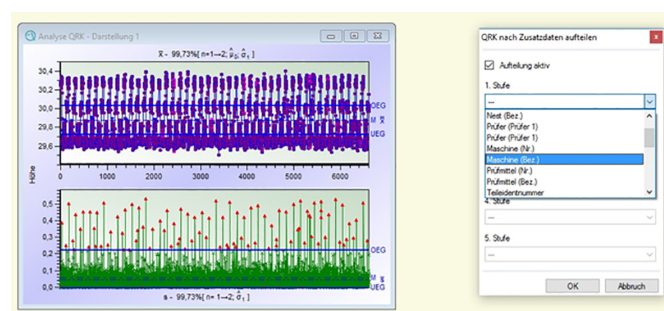 Analyse QRK - Darstellung 1
x̄ - 99,73%[ n=1→2; μ̂0; σ̂1 ]
30,4
30,2
30,0
29,8
29,6
OEG
M x̄
UEG
0 1000 2000 3000 4000 5000 6000
Höhe
0,5
0,4
0,3
0,2
0,1
0,0
OEG
M s̄
UEG
s - 99,73%[ n= 1→2; σ̂1 ]
QRK nach Zusatzdaten aufteilen
Aufteilung aktiv
1. Stufe
---
Nest (Bez.)
Prüfer (Prüfer 1)
Prüfer (Prüfer 1)
Maschine (Nr.)
Maschine (Bez.)
Prüfmittel (Nr.)
Prüfmittel (Bez.)
Teileidentnummer
4. Stufe
---
5. Stufe
---
OK Abbruch